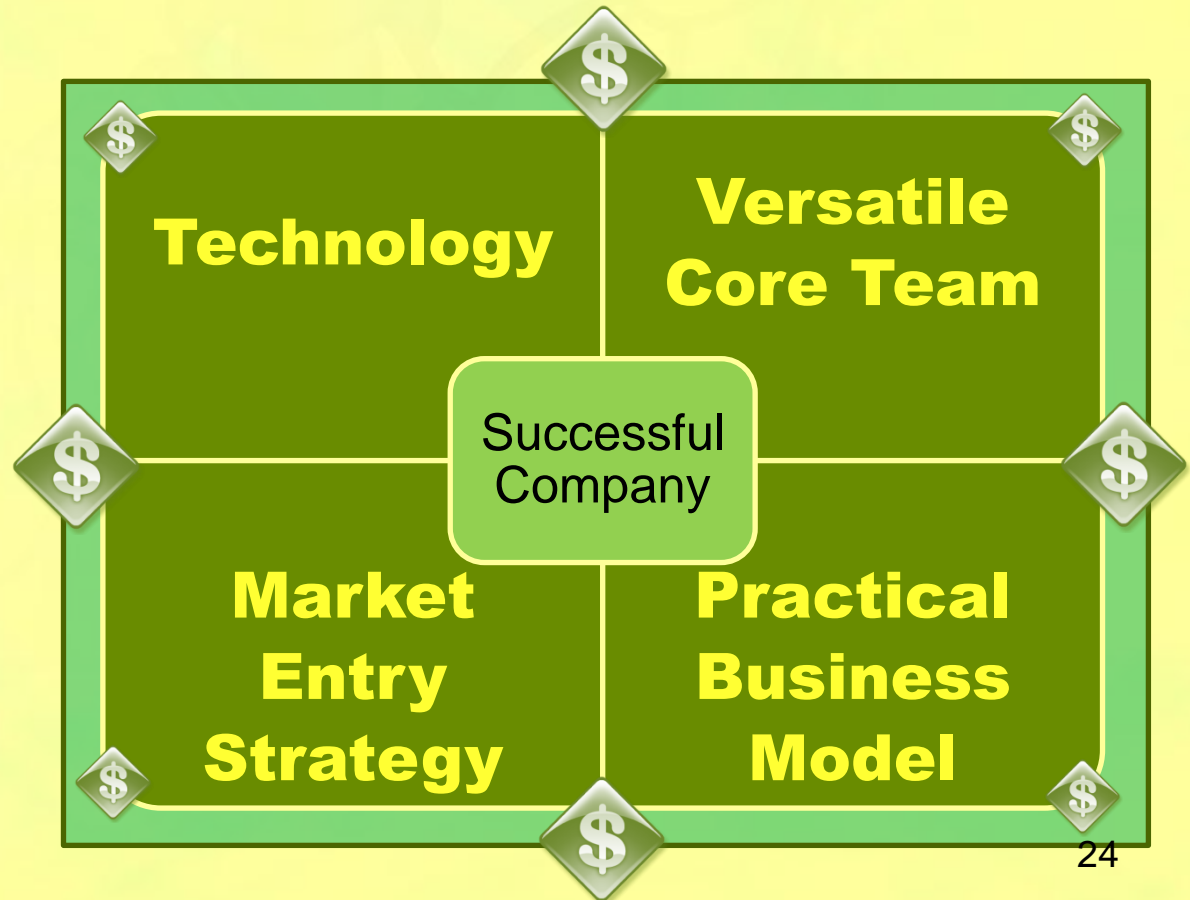 $
$
$
Technology
Versatile
Core Team
Successful
Company
$
$
Market
Entry
Strategy
Practical
Business
Model
$
$
$
24